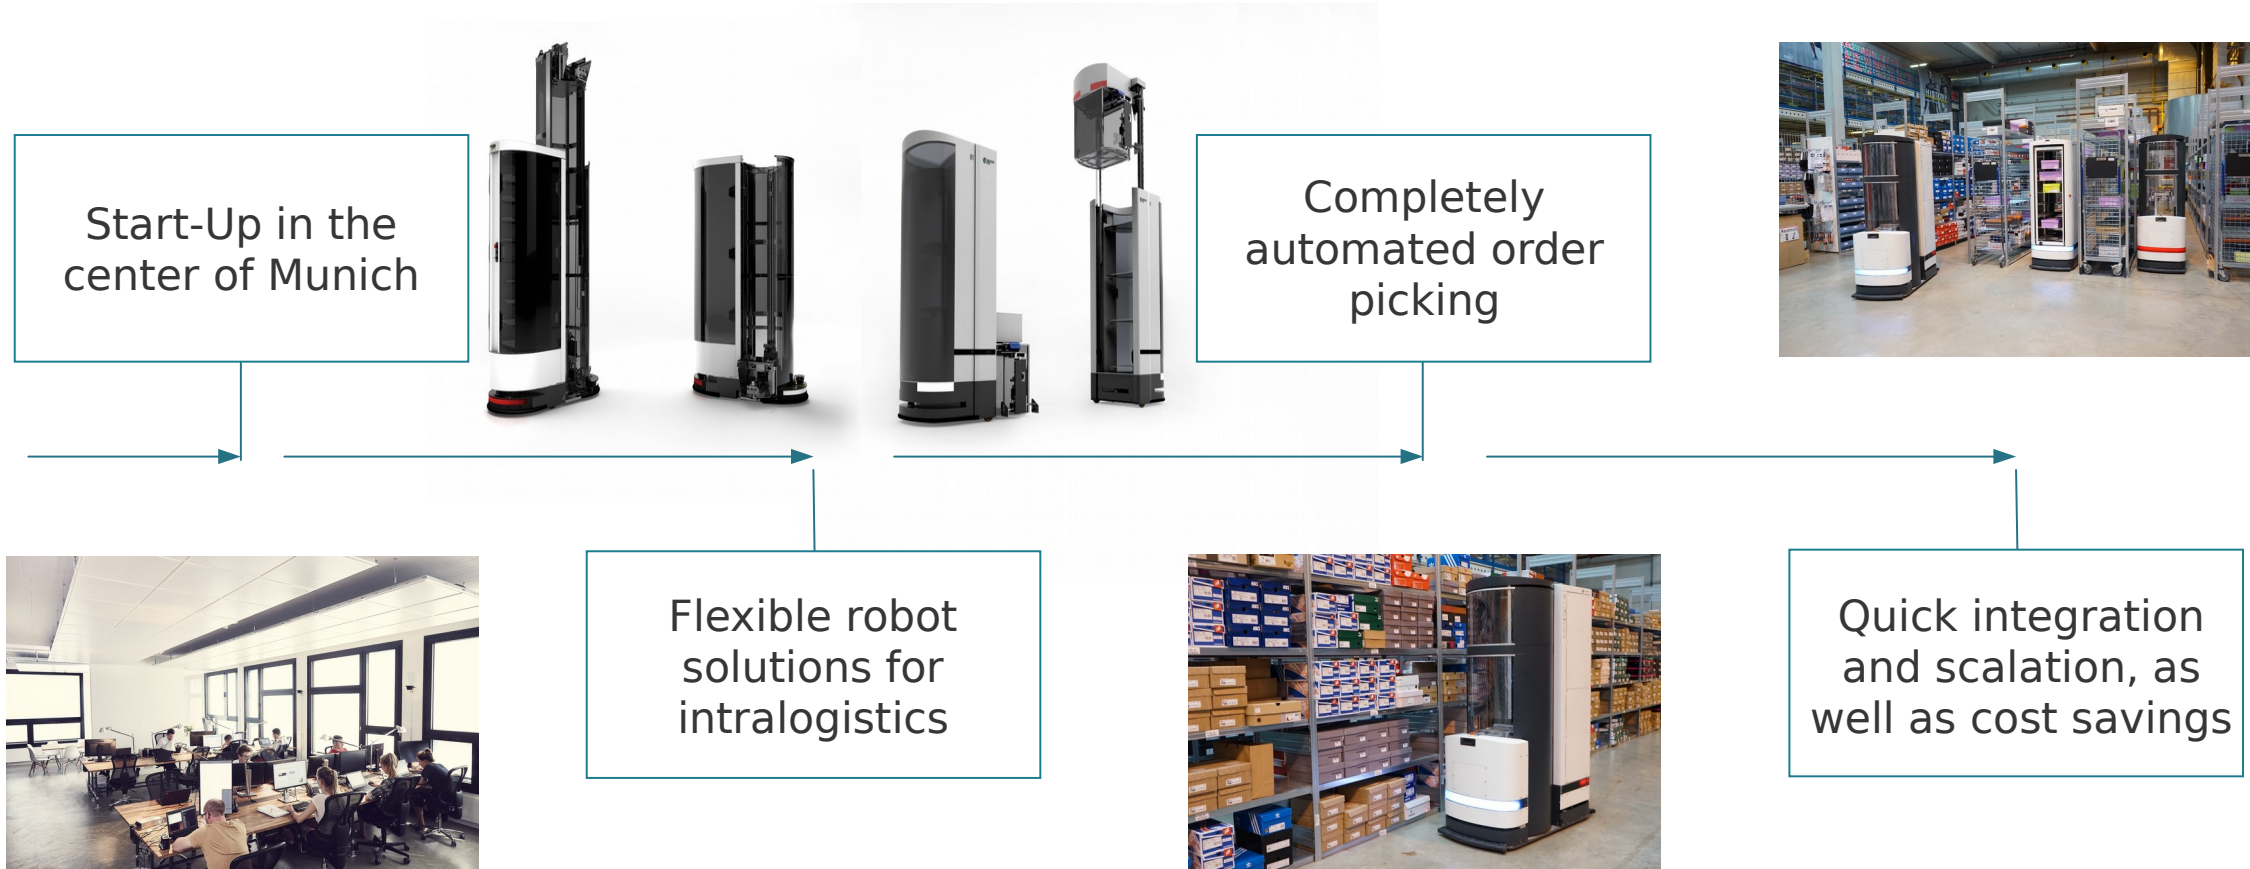 Start-Up in the
center of Munich
Flexible robot
solutions for
intralogistics
Completely
automated order
picking
Quick integration
and scalation, as
well as cost savings